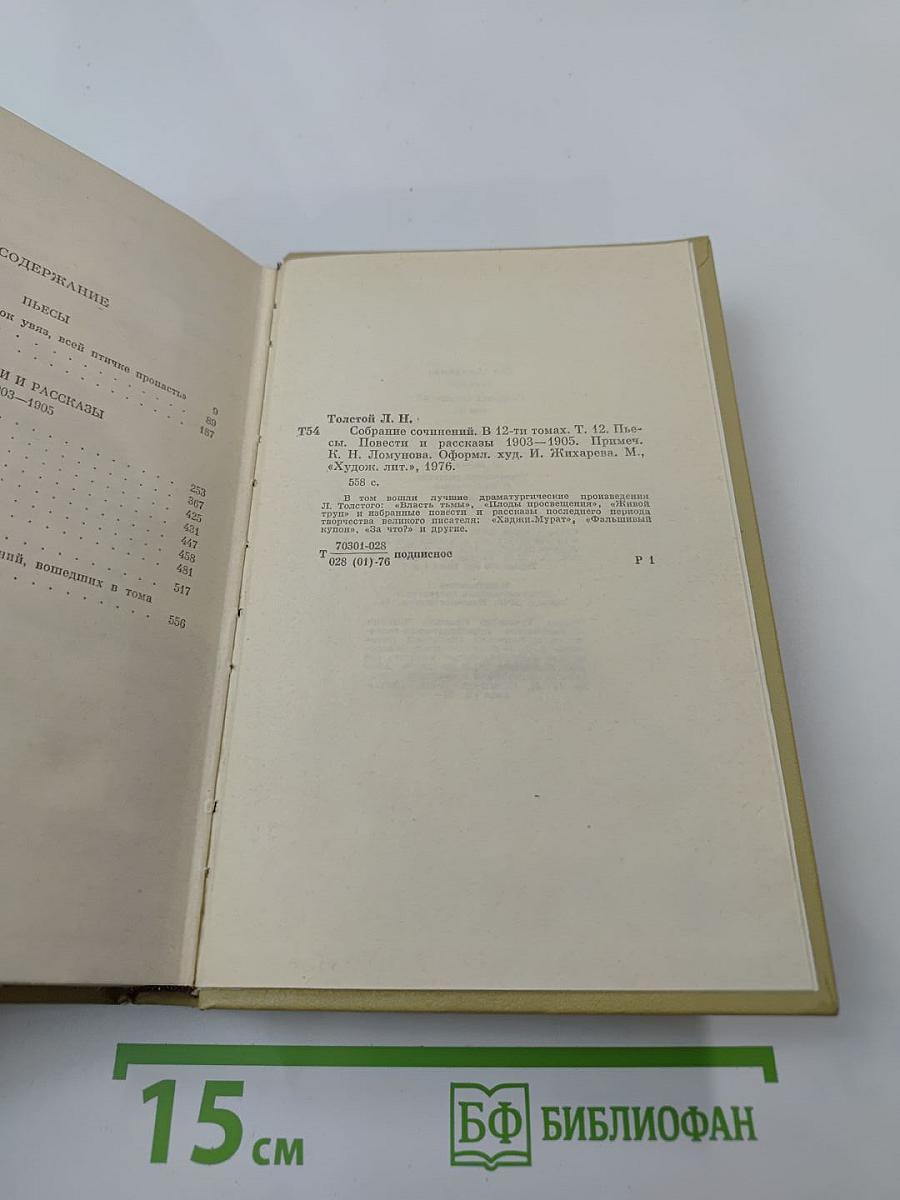 СОДЕРЖАНИЕ
ПЬЕСЫ
ок увяз, всей птичке пропасть»
9
89
187
И И РАССКАЗЫ
903—1905
253
367
425
431
447
458
481
517
ний, вошедших в тома
556
Толстой Л. Н.
Т54 Собрание сочинений. В 12-ти томах. Т. 12. Пье-
сы. Повести и рассказы 1903—1905. Примеч.
К. Н. Ломунова. Оформл. худ. И. Жихарева. М.,
«Худож. лит.», 1976.
558 с.
В том вошли лучшие драматургические произведения
Л. Толстого: «Власть тьмы», «Плоды просвещения», «Живой
труп» и избранные повести и рассказы последнего периода
творчества великого писателя: «Хаджи-Мурат», «Фальшивый
купон», «За что?» и другие.
Т 70301-028 подписное
028 (01)-76
Р 1
15 см
БФ БИБЛИОФАН